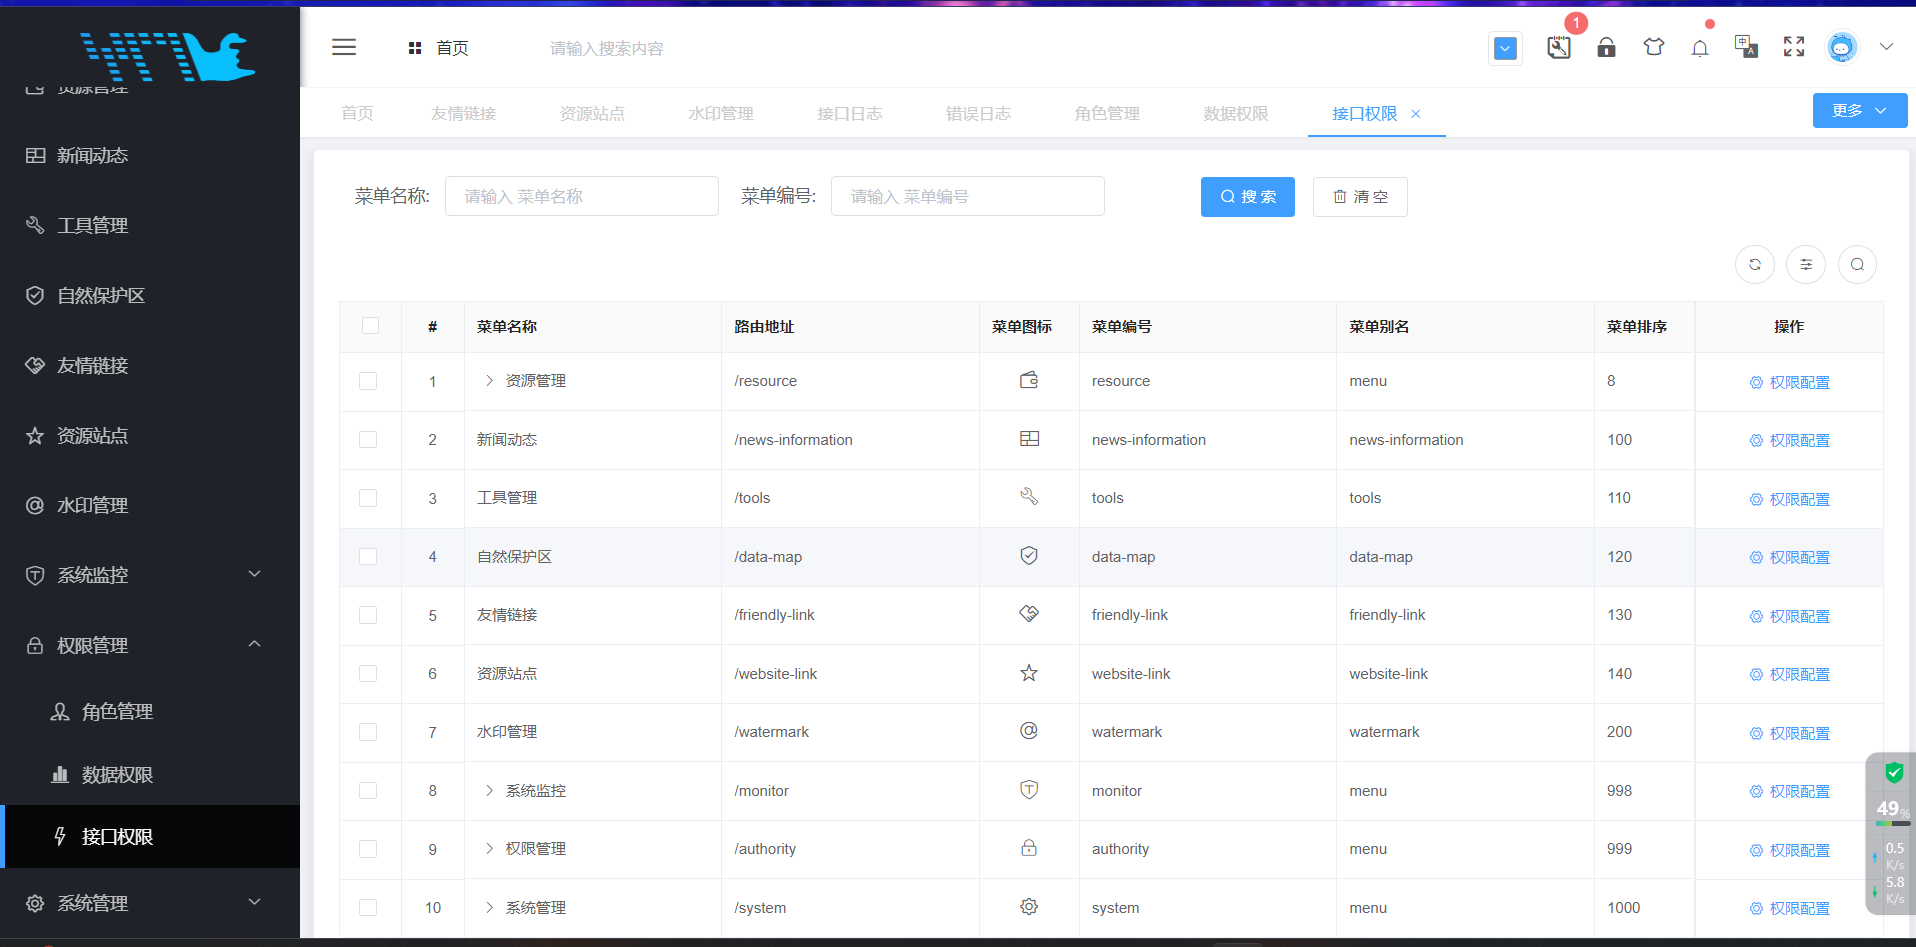 1
首页
请输入搜索内容
首页
友情链接
资源站点
水印管理
接口日志
错误日志
角色管理
数据权限
接口权限
更多
资源管理
新闻动态
工具管理
自然保护区
友情链接
资源站点
水印管理
系统监控
权限管理
角色管理
数据权限
接口权限
系统管理
菜单名称: 请输入 菜单名称 菜单编号: 请输入 菜单编号 搜 索 清 空
# 菜单名称 路由地址 菜单图标 菜单编号 菜单别名 菜单排序 操作
1 资源管理 /resource resource menu 8 权限配置
2 新闻动态 /news-information news-information news-information 100 权限配置
3 工具管理 /tools tools tools 110 权限配置
4 自然保护区 /data-map data-map data-map 120 权限配置
5 友情链接 /friendly-link friendly-link friendly-link 130 权限配置
6 资源站点 /website-link website-link website-link 140 权限配置
7 水印管理 /watermark watermark watermark 200 权限配置
8 系统监控 /monitor monitor menu 998 权限配置
9 权限管理 /authority authority menu 999 权限配置
10 系统管理 /system system menu 1000 权限配置
49%
0.5
K/s
5.8
K/s